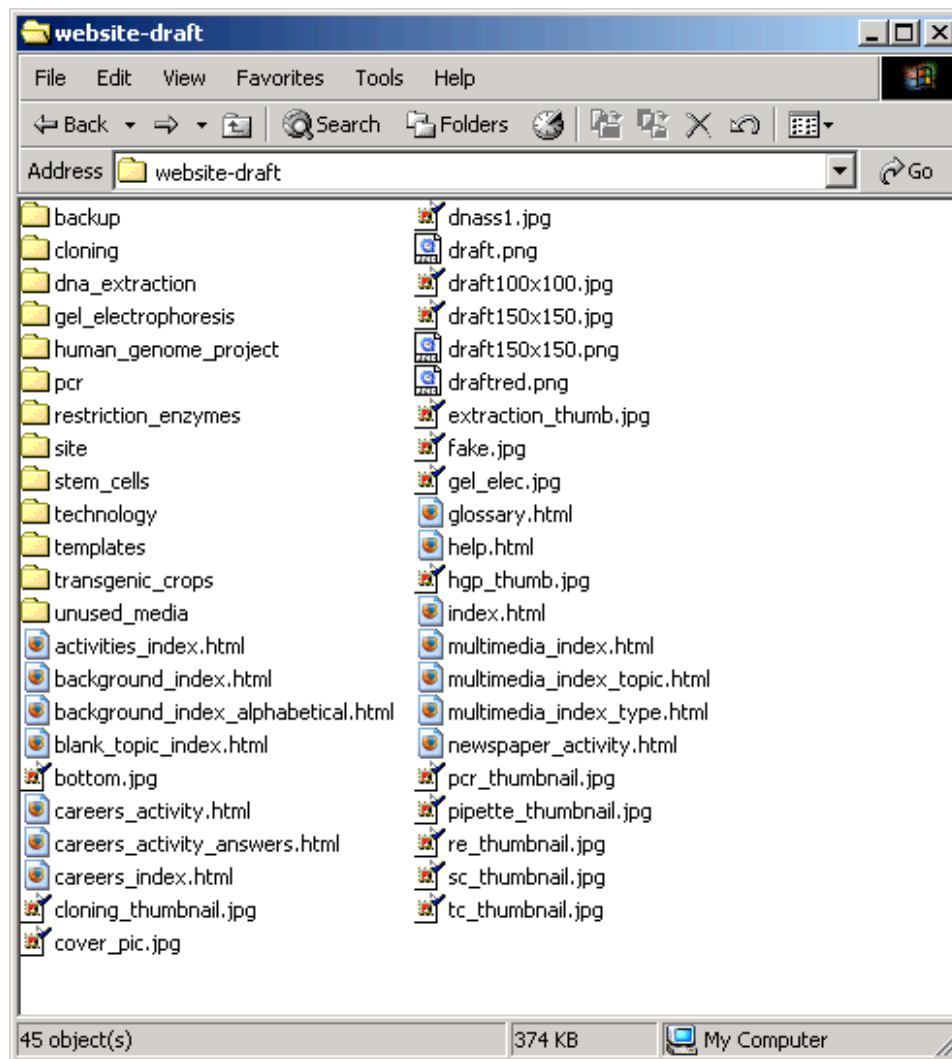 website-draft
File Edit View Favorites Tools Help
Back Search Folders
Address website-draft Go
backup
cloning
dna_extraction
gel_electrophoresis
human_genome_project
pcr
restriction_enzymes
site
stem_cells
technology
templates
transgenic_crops
unused_media
activities_index.html
background_index.html
background_index_alphabetical.html
blank_topic_index.html
bottom.jpg
careers_activity.html
careers_activity_answers.html
careers_index.html
cloning_thumbnail.jpg
cover_pic.jpg
dnass1.jpg
draft.png
draft100x100.jpg
draft150x150.jpg
draft150x150.png
draftred.png
extraction_thumb.jpg
fake.jpg
gel_elec.jpg
glossary.html
help.html
hgp_thumb.jpg
index.html
multimedia_index.html
multimedia_index_topic.html
multimedia_index_type.html
newspaper_activity.html
pcr_thumbnail.jpg
pipette_thumbnail.jpg
re_thumbnail.jpg
sc_thumbnail.jpg
tc_thumbnail.jpg
45 object(s) 374 KB My Computer